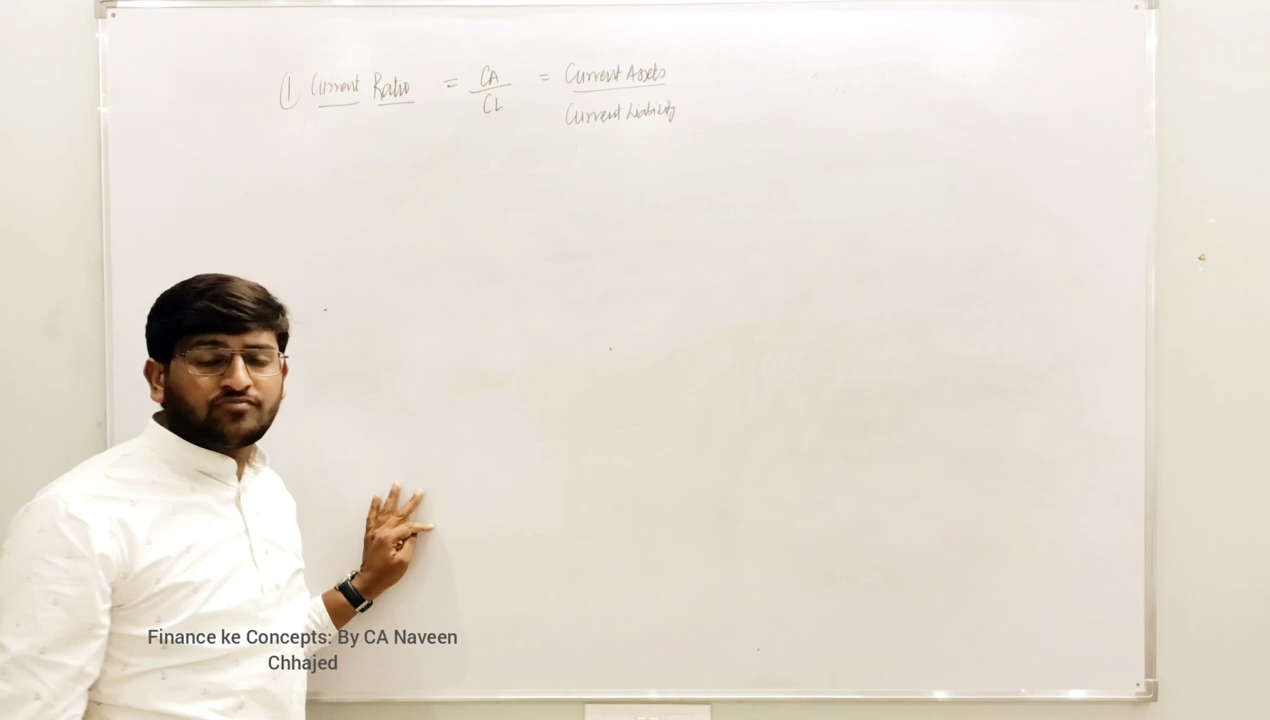 ① Current Ratio = CA / CL = Current Assets / Current Liability
Finance ke Concepts: By CA Naveen
Chhajed